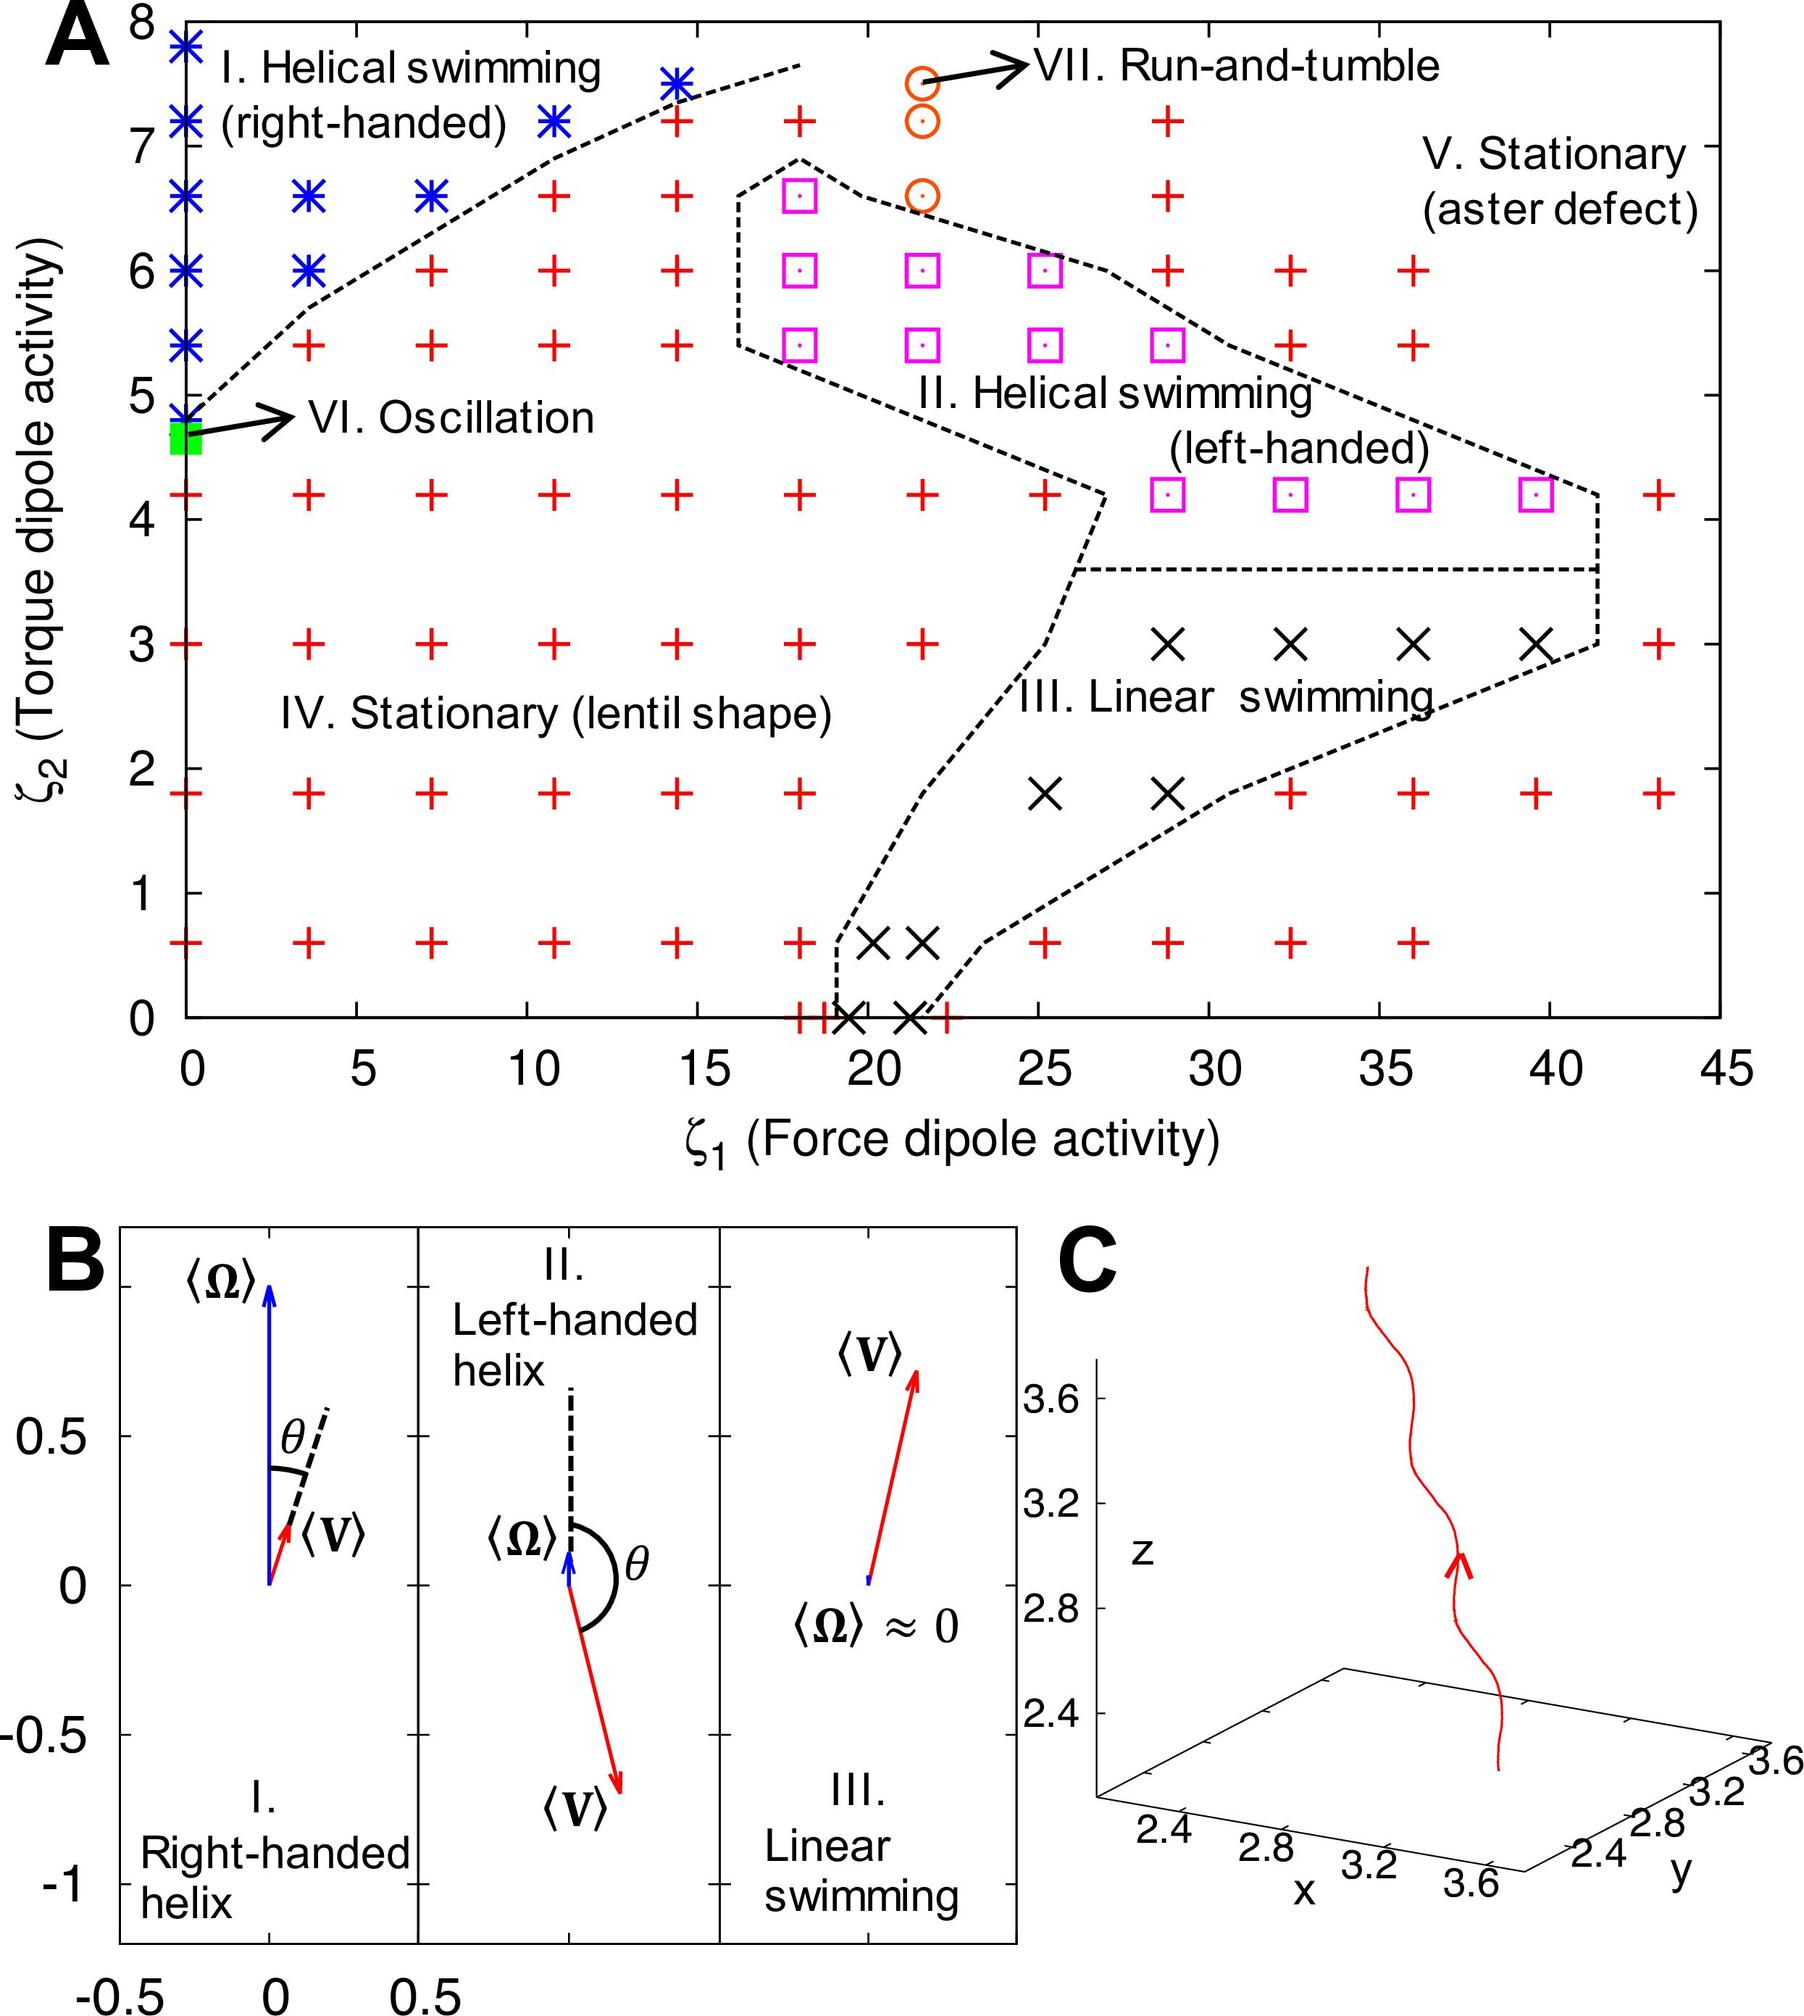 A
8
7
6
5
4
3
2
1
0
ζ2 (Torque dipole activity)
I. Helical swimming
(right-handed)
VII. Run-and-tumble
V. Stationary
(aster defect)
VI. Oscillation
II. Helical swimming
(left-handed)
III. Linear swimming
IV. Stationary (lentil shape)
0 5 10 15 20 25 30 35 40 45
ζ1 (Force dipole activity)
B
0.5
0
-0.5
-1
⟨Ω⟩
θ
⟨V⟩
I.
Right-handed
helix
II.
Left-handed
helix
⟨Ω⟩
θ
⟨V⟩
⟨V⟩
⟨Ω⟩ ≈ 0
III.
Linear
swimming
-0.5 0 0.5
C
3.6
3.2
2.8
2.4
z
2.4 2.8 3.2 3.6
x
2.4 2.8 3.2 3.6
y